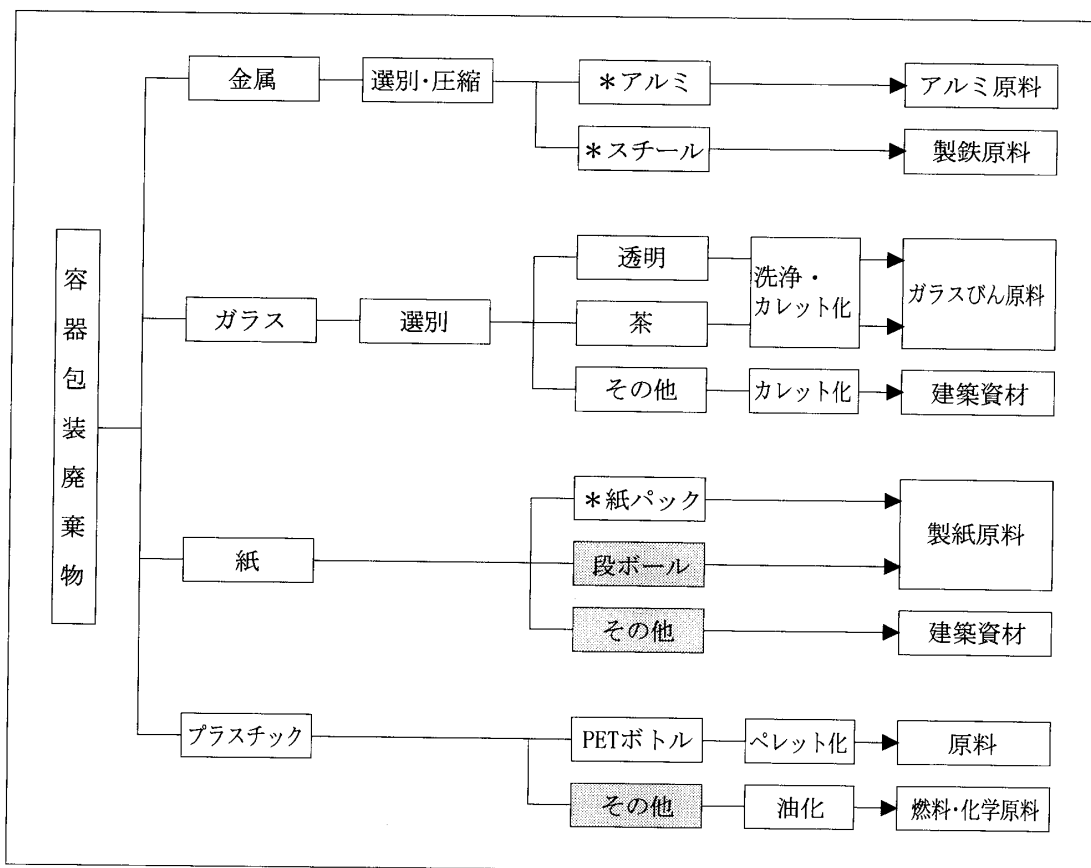 容器包装廃棄物
金属
選別・圧縮
*アルミ
アルミ原料
*スチール
製鉄原料
ガラス
選別
透明
茶
洗浄・
カレット化
ガラスびん原料
その他
カレット化
建築資材
紙
*紙パック
段ボール
製紙原料
その他
建築資材
プラスチック
PETボトル
ペレット化
原料
その他
油化
燃料・化学原料